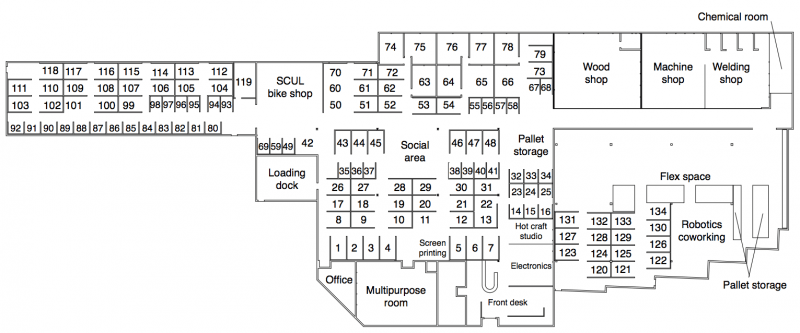 Chemical room
74 75 76 77 78 79
118 117 116 115 114 113 112 119
SCUL
bike shop
70 71 72 63 64 65 66 73
Wood
shop
Machine
shop
Welding
shop
111 110 109 108 107 106 105 104
60 61 62 67 68
103 102 101 100 99 98 97 96 95 94 93
50 51 52 53 54 55 56 57 58
92 91 90 89 88 87 86 85 84 83 82 81 80
69 59 49 42
43 44 45
Social
area
46 47 48
Pallet
storage
Loading
dock
35 36 37 38 39 40 41
32 33 34
Flex space
26 27 28 29 30 31
23 24 25
17 18 19 20 21 22
14 15 16
8 9 10 11 12 13
Hot craft
studio
131 132 133 134
127 128 129 130
123 124 125 126
120 121 122
Robotics
coworking
1 2 3 4
Screen
printing
5 6 7
Electronics
Office
Multipurpose
room
Front desk
Pallet storage